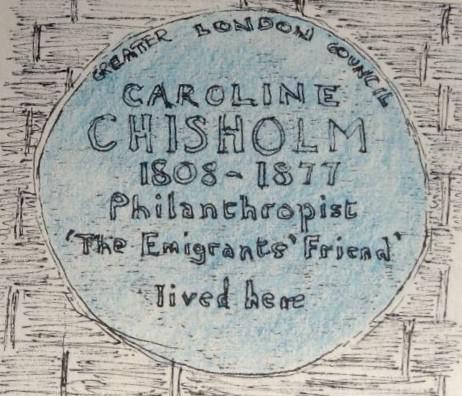 GREATER LONDON COUNCIL
CAROLINE
CHISHOLM
1808-1877
Philanthropist
'The Emigrants' Friend'
lived here